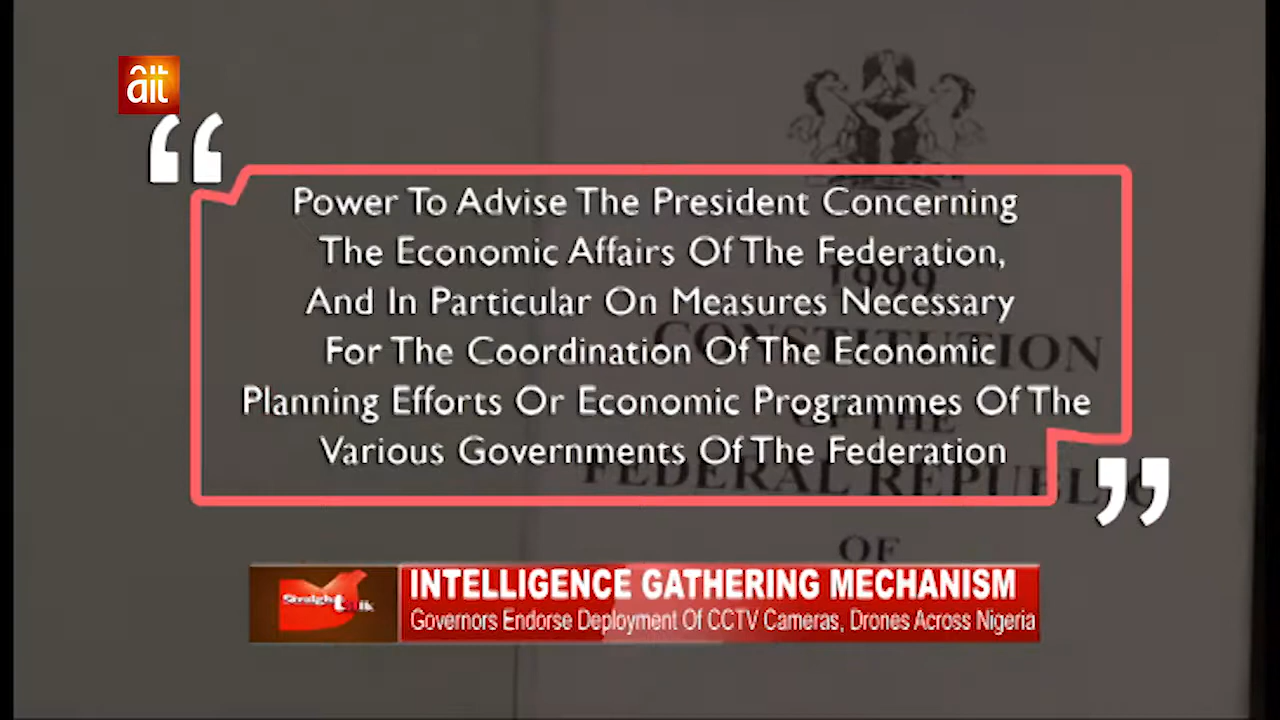 ait
Power To Advise The President Concerning
The Economic Affairs Of The Federation,
And In Particular On Measures Necessary
For The Coordination Of The Economic
Planning Efforts Or Economic Programmes Of The
Various Governments Of The Federation
1999
CONSTITUTION
OF THE
FEDERAL REPUBLIC
OF
Straight talk
INTELLIGENCE GATHERING MECHANISM
Governors Endorse Deployment Of CCTV Cameras, Drones Across Nigeria